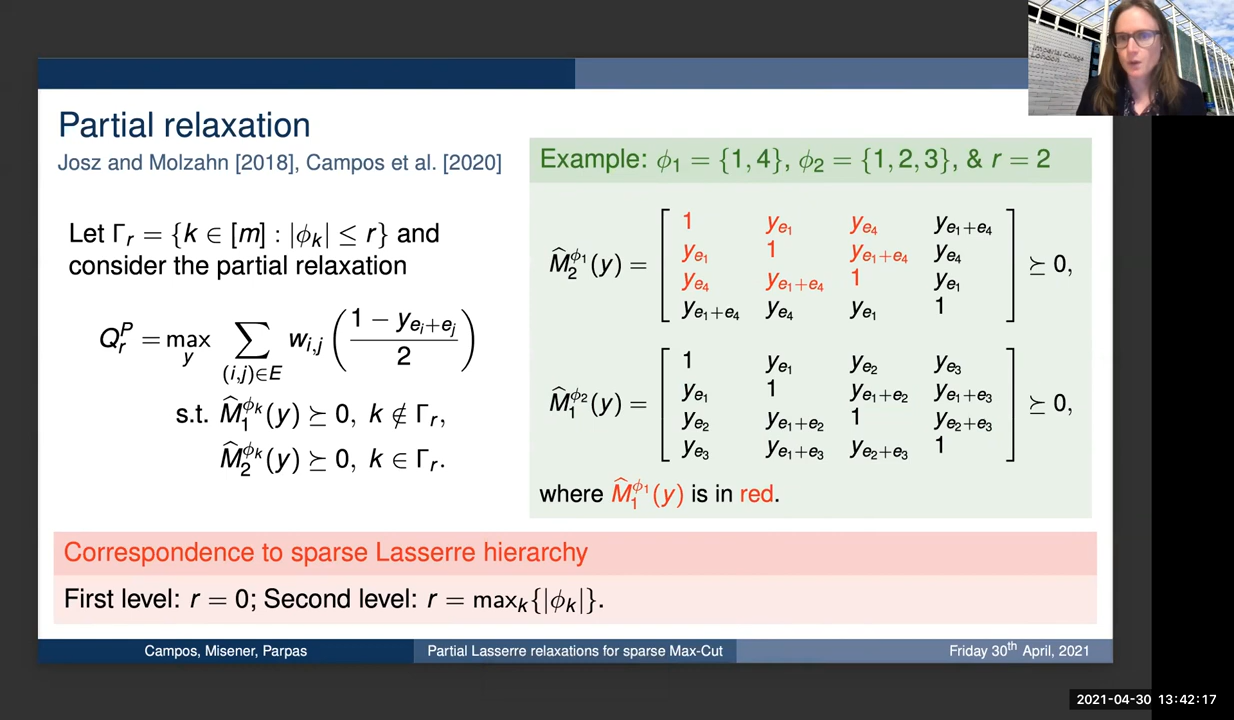 Imperial College
London
Partial relaxation
Josz and Molzahn [2018], Campos et al. [2020]
Let Γ_r = {k ∈ [m] : |ϕ_k| ≤ r} and
consider the partial relaxation
Q_r^P = max_y ∑_{(i,j)∈E} w_{i,j} ( (1 − y_{e_i+e_j}) / 2 )
s.t. M̂_1^{ϕ_k}(y) ⪰ 0, k ∉ Γ_r,
M̂_2^{ϕ_k}(y) ⪰ 0, k ∈ Γ_r.
Example: ϕ_1 = {1, 4}, ϕ_2 = {1, 2, 3}, & r = 2
M̂_2^{ϕ_1}(y) = [
1 y_{e_1} y_{e_4} y_{e_1+e_4}
y_{e_1} 1 y_{e_1+e_4} y_{e_4}
y_{e_4} y_{e_1+e_4} 1 y_{e_1}
y_{e_1+e_4} y_{e_4} y_{e_1} 1
] ⪰ 0,
M̂_1^{ϕ_2}(y) = [
1 y_{e_1} y_{e_2} y_{e_3}
y_{e_1} 1 y_{e_1+e_2} y_{e_1+e_3}
y_{e_2} y_{e_1+e_2} 1 y_{e_2+e_3}
y_{e_3} y_{e_1+e_3} y_{e_2+e_3} 1
] ⪰ 0,
where M̂_1^{ϕ_1}(y) is in red.
Correspondence to sparse Lasserre hierarchy
First level: r = 0; Second level: r = max_k{|ϕ_k|}.
Campos, Misener, Parpas
Partial Lasserre relaxations for sparse Max-Cut
Friday 30th April, 2021
2021-04-30 13:42:17